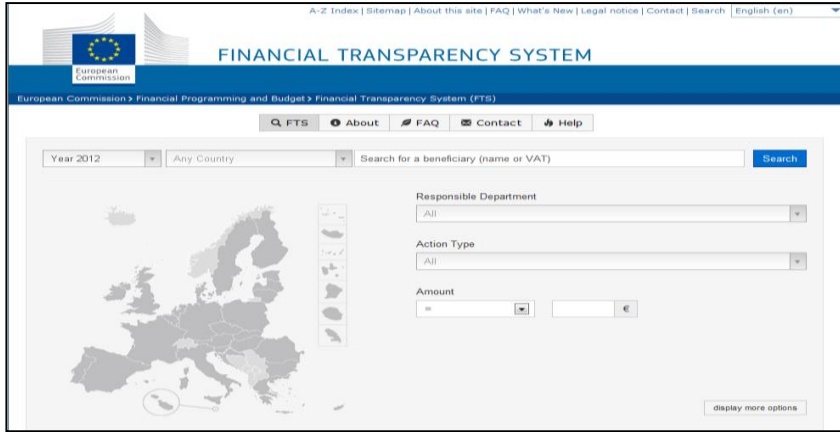 A-Z Index | Sitemap | About this site | FAQ | What's New | Legal notice | Contact | Search English (en)
European
Commission
FINANCIAL TRANSPARENCY SYSTEM
European Commission > Financial Programming and Budget > Financial Transparency System (FTS)
FTS About FAQ Contact Help
Year 2012 Any Country Search for a beneficiary (name or VAT) Search
Responsible Department
All
Action Type
All
Amount
= €
display more options